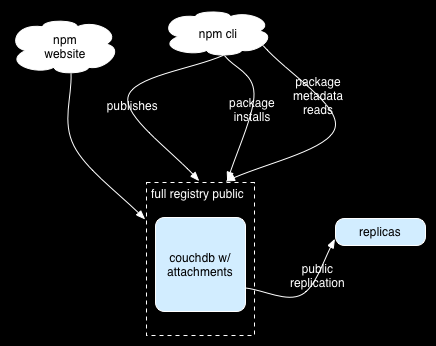 npm
website
npm cli
publishes
package
installs
package
metadata
reads
full registry public
couchdb w/
attachments
replicas
public
replication